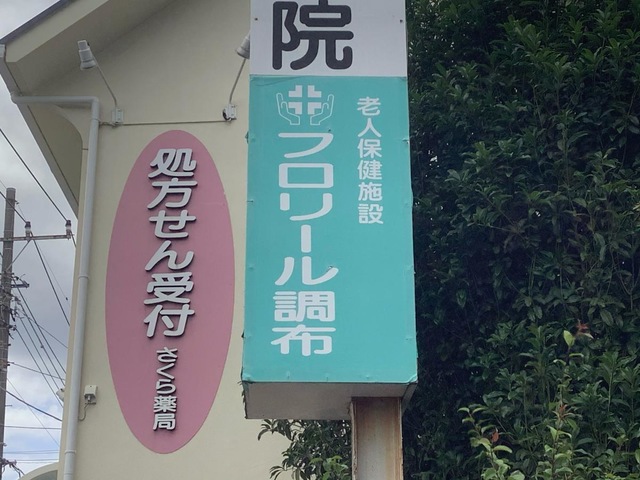 院
老人保健施設
フロリール調布
処方せん受付
さくら薬局